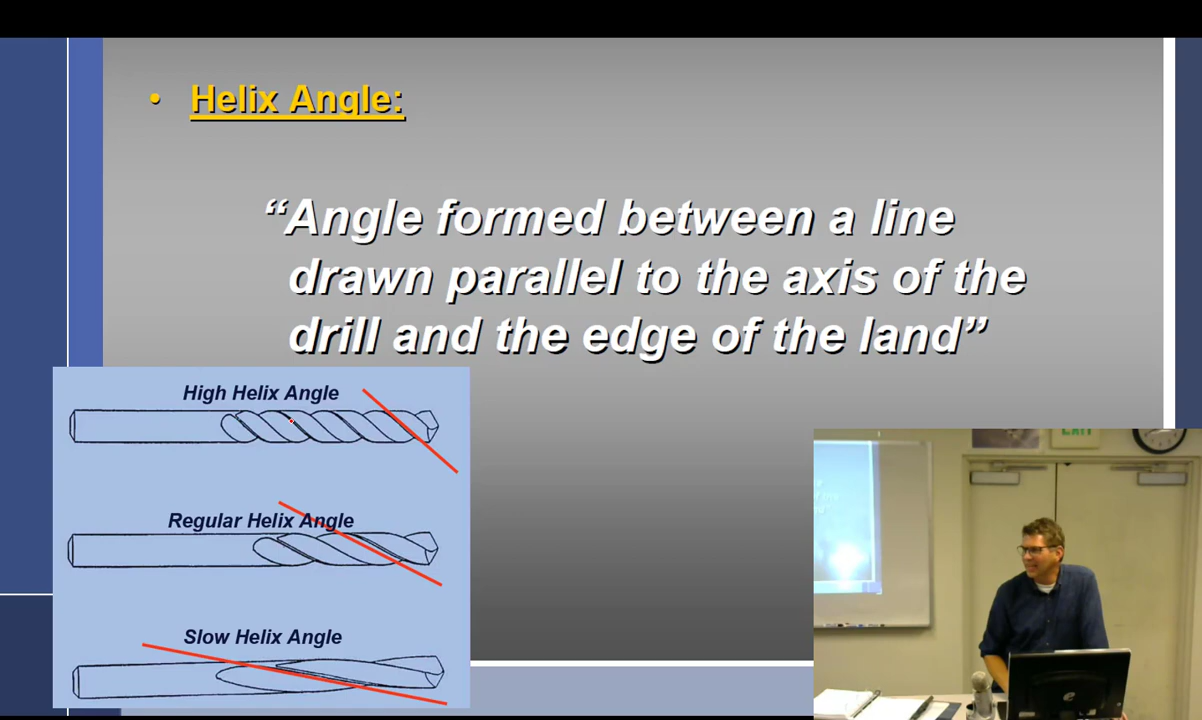 • Helix Angle:
“Angle formed between a line
drawn parallel to the axis of the
drill and the edge of the land”
High Helix Angle
Regular Helix Angle
Slow Helix Angle
EXIT